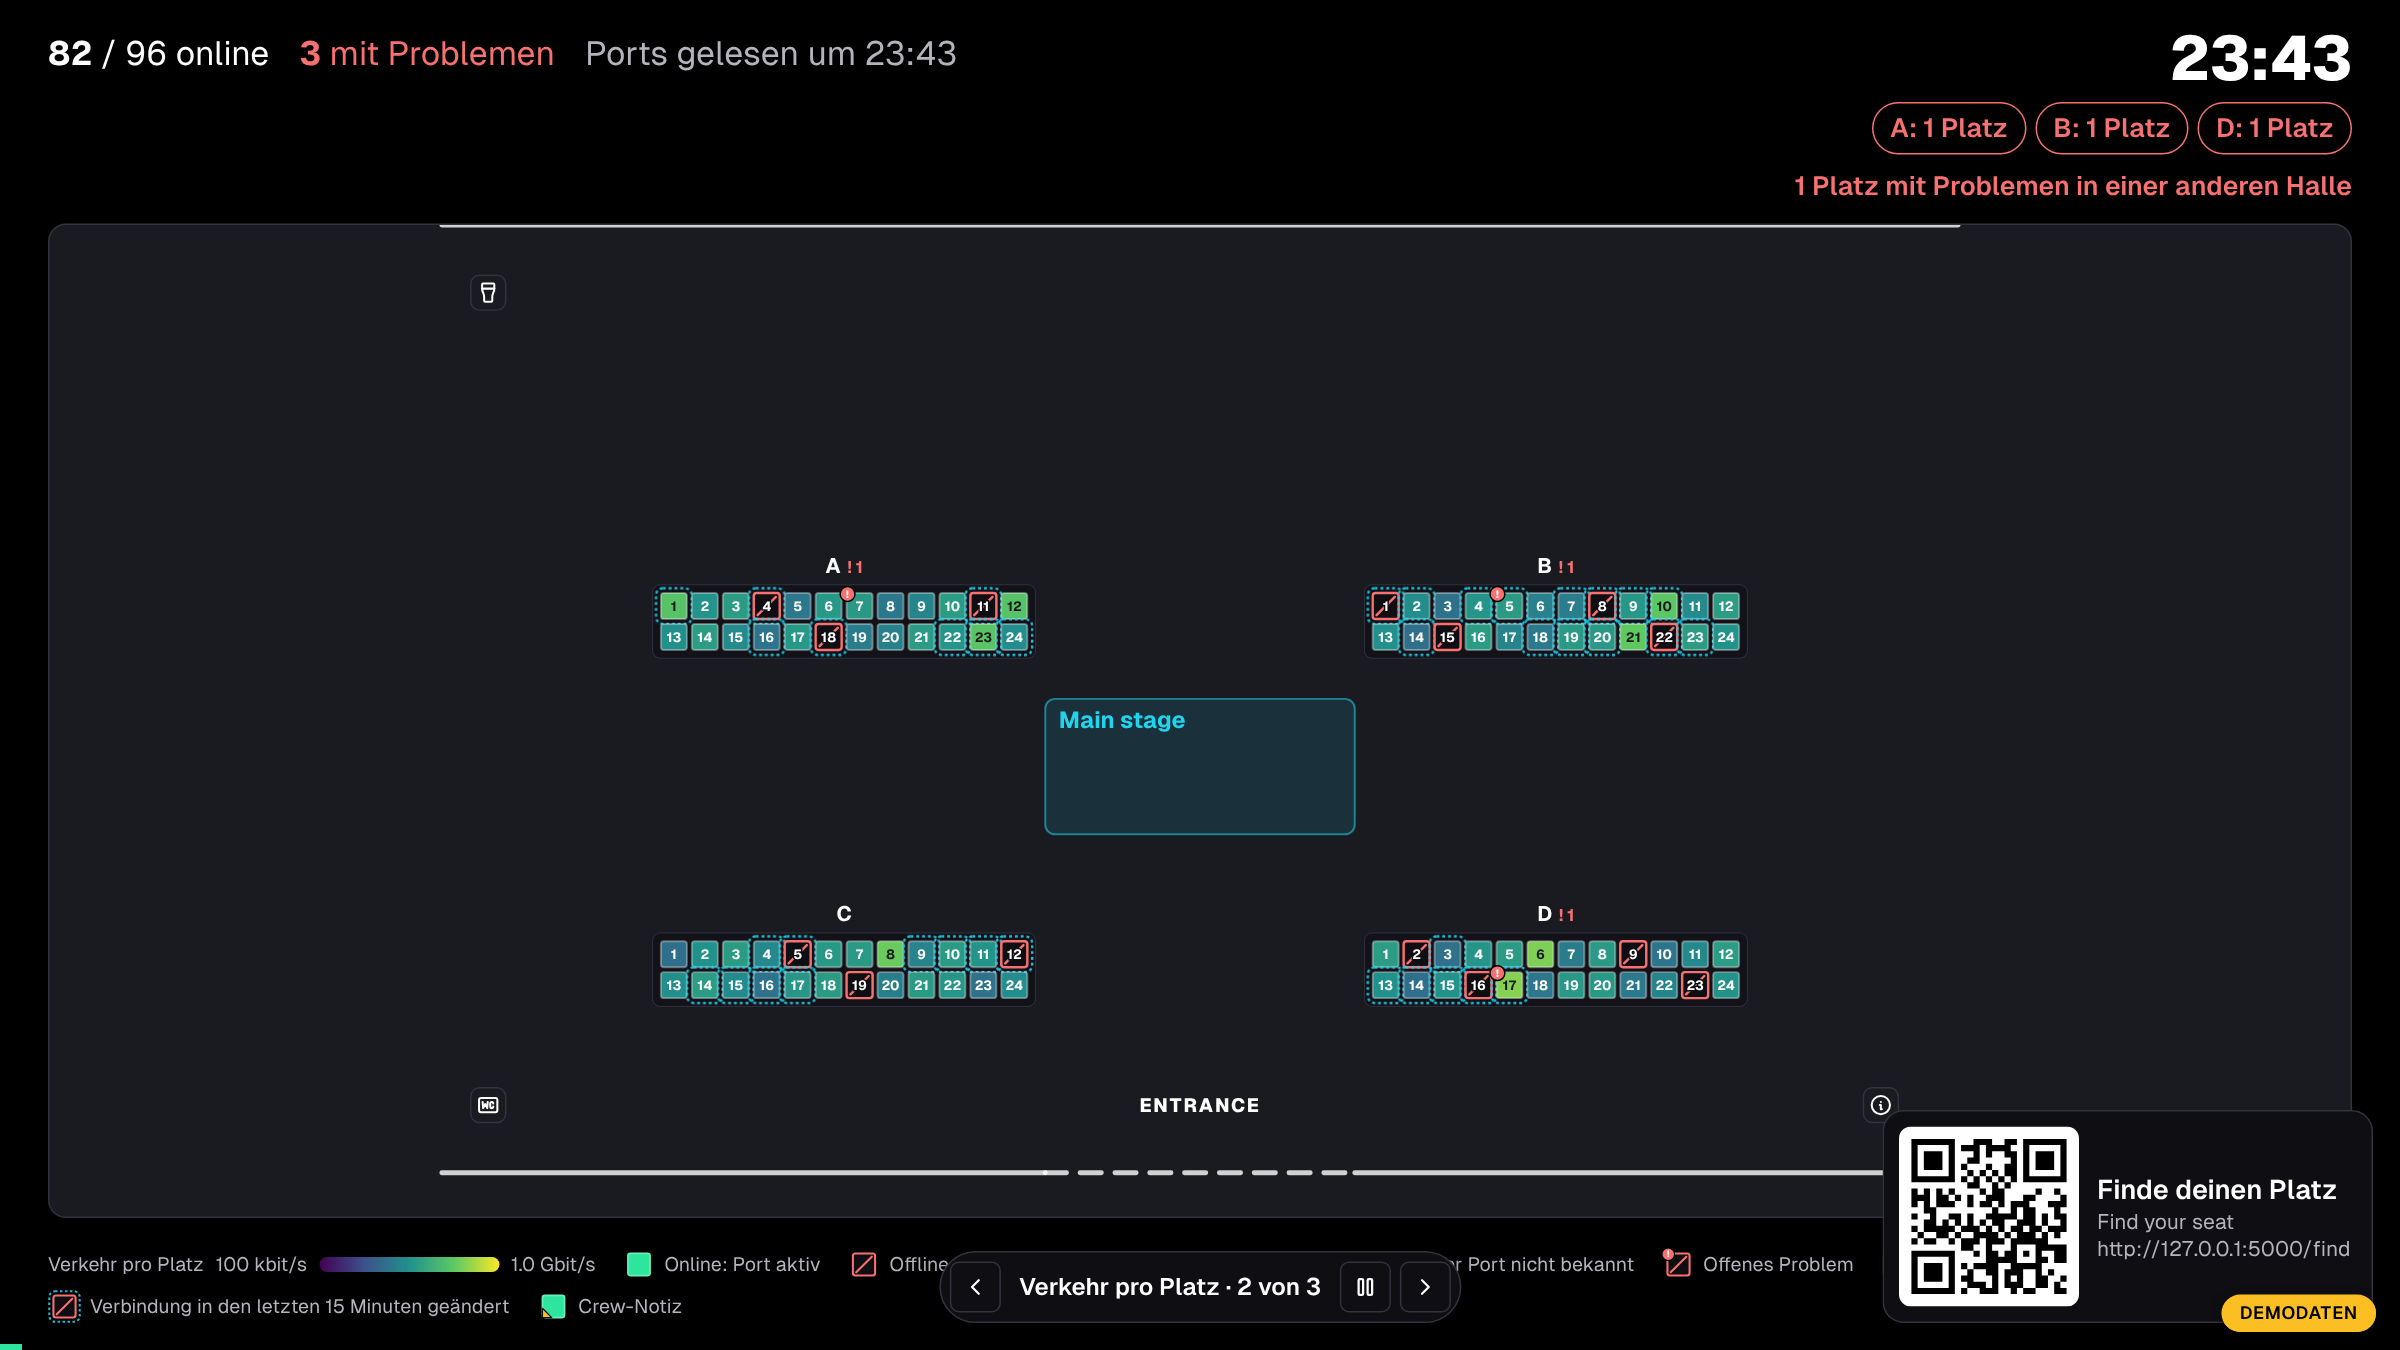 82 / 96 online 3 mit Problemen Ports gelesen um 23:43
23:43
A: 1 Platz B: 1 Platz D: 1 Platz
1 Platz mit Problemen in einer anderen Halle
A !1
1 2 3 4 5 6 ! 7 8 9 10 11 12
13 14 15 16 17 18 19 20 21 22 23 24
B !1
1 2 3 4 ! 5 6 7 8 9 10 11 12
13 14 15 16 17 18 19 20 21 22 23 24
Main stage
C
1 2 3 4 5 6 7 8 9 10 11 12
13 14 15 16 17 18 19 20 21 22 23 24
D !1
1 2 3 4 5 6 7 8 9 10 11 12
13 14 15 16 ! 17 18 19 20 21 22 23 24
WC
ENTRANCE
Finde deinen Platz
Find your seat
http://127.0.0.1:5000/find
DEMODATEN
Verkehr pro Platz 100 kbit/s 1.0 Gbit/s Online: Port aktiv Offline
Port nicht bekannt ! Offenes Problem
Verbindung in den letzten 15 Minuten geändert Crew-Notiz
Verkehr pro Platz · 2 von 3